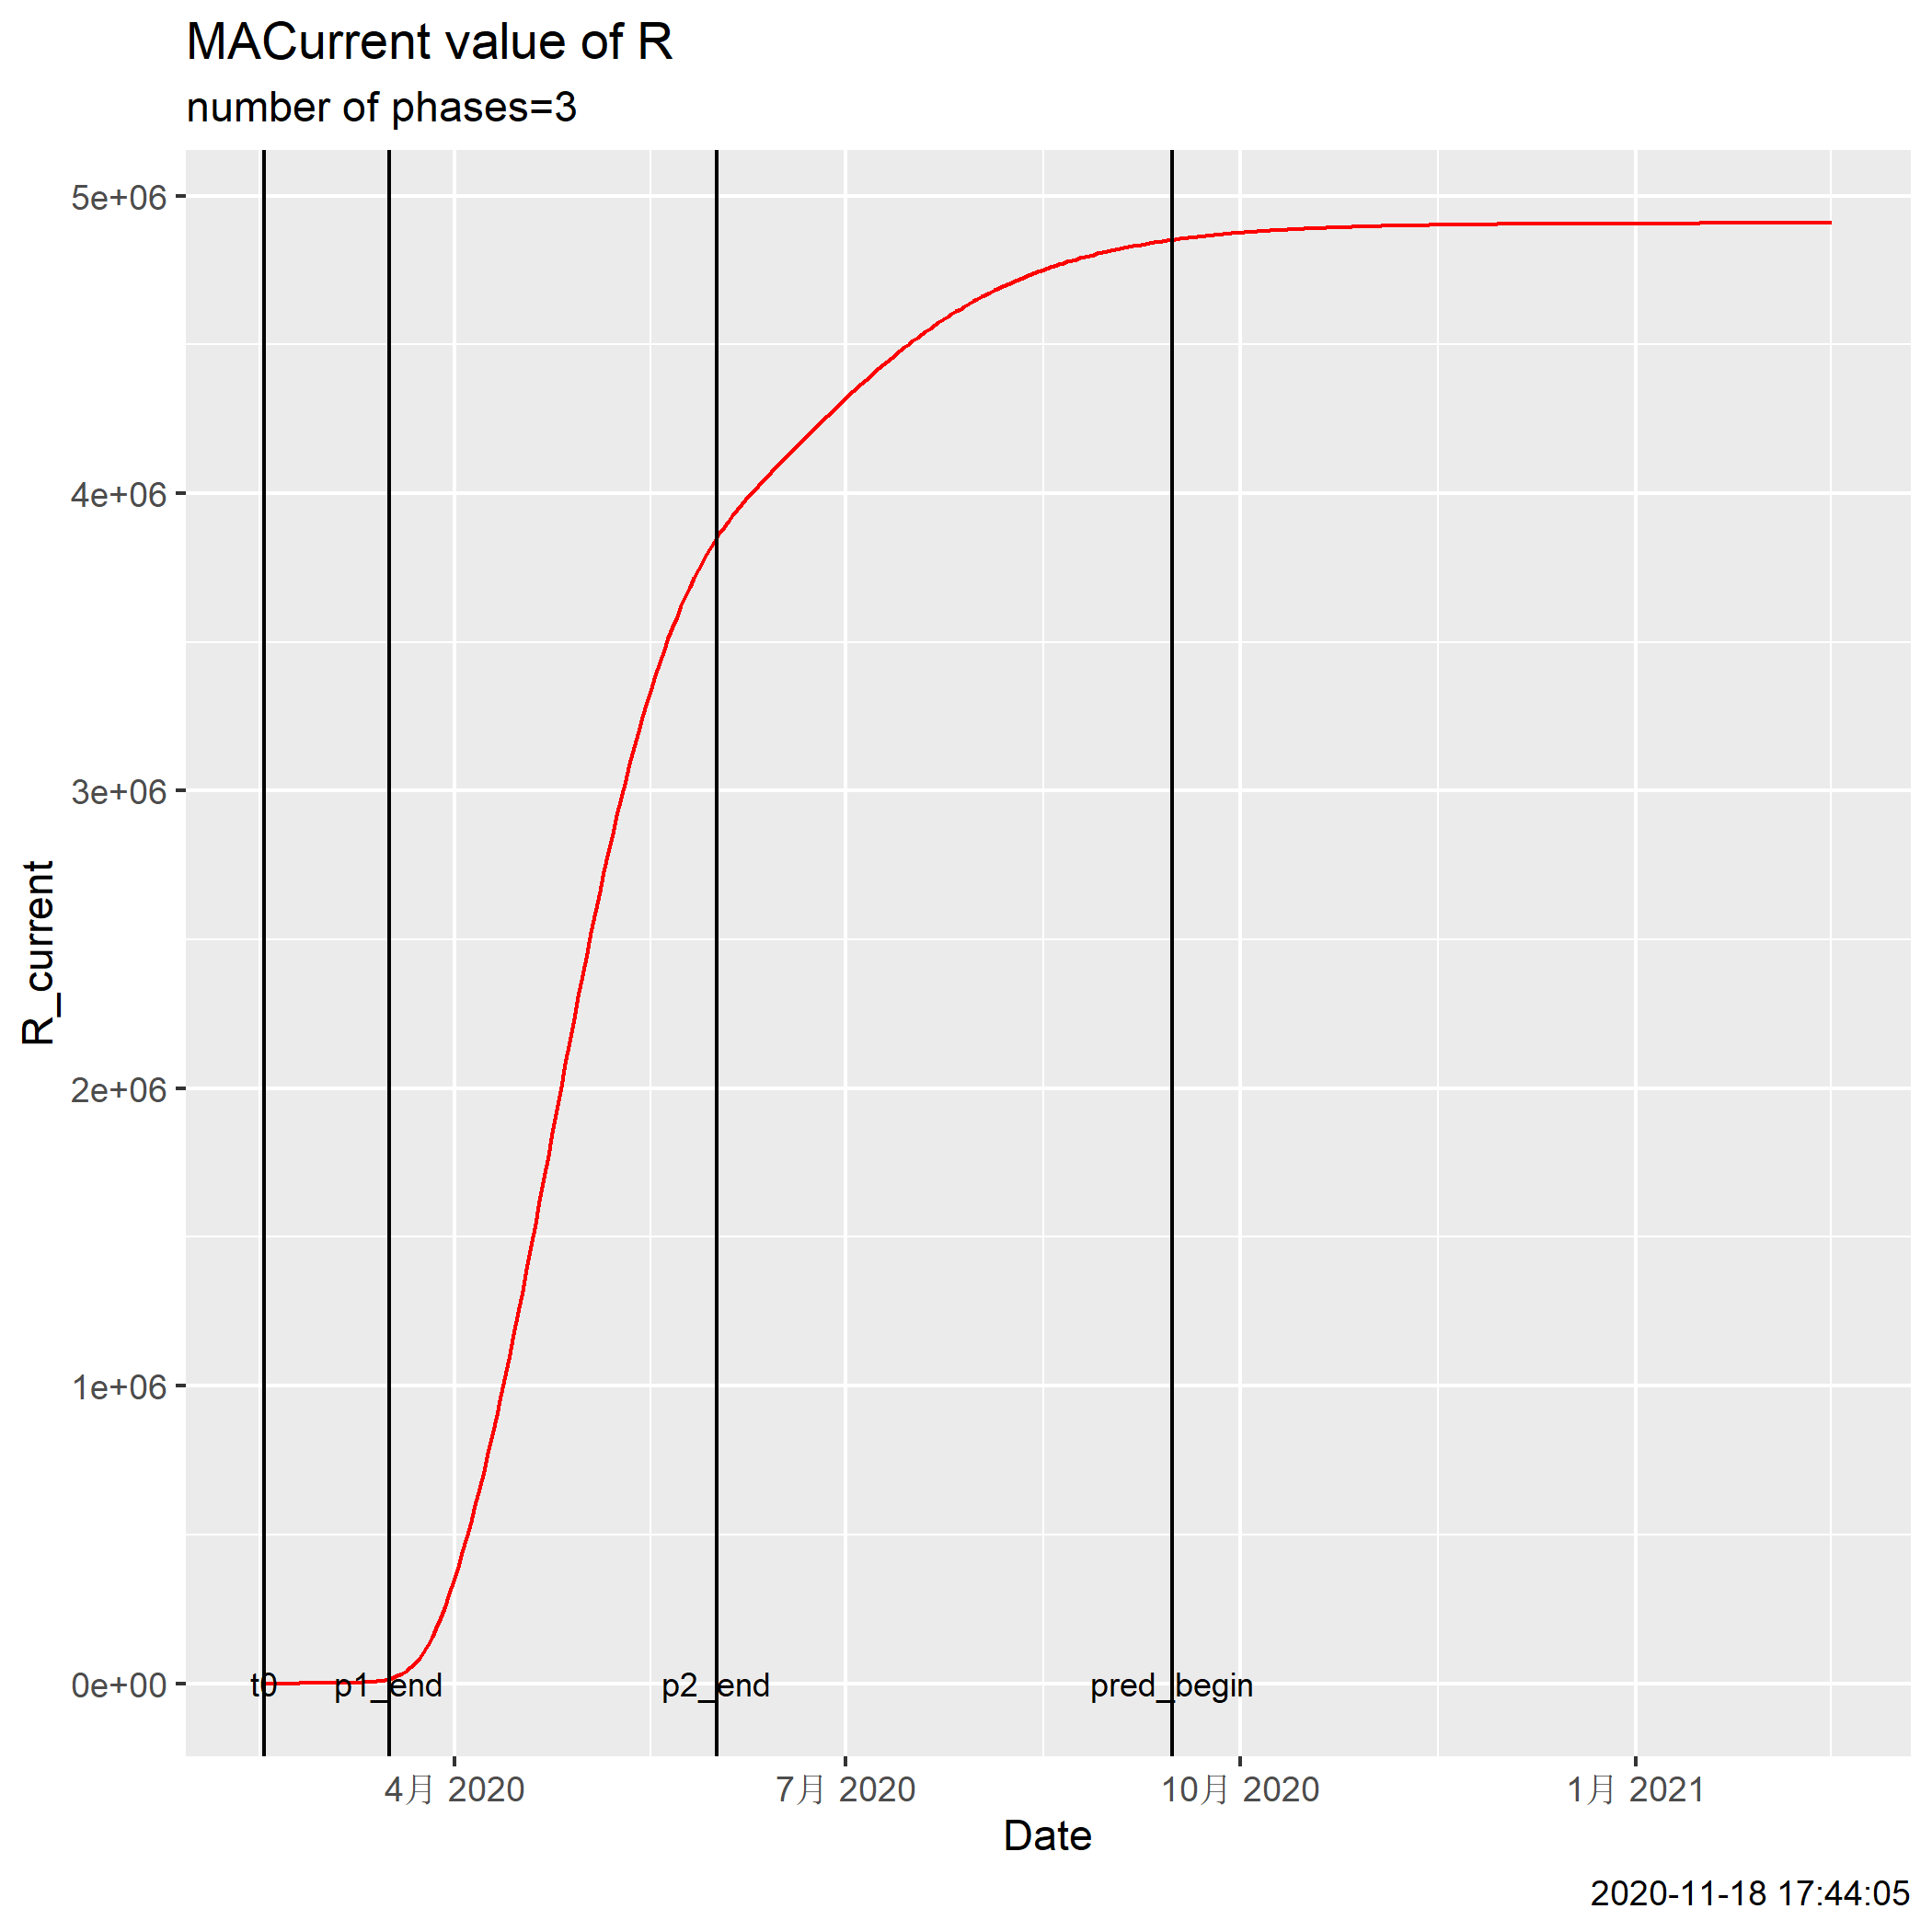 MACurrent value of R
number of phases=3
5e+06
4e+06
3e+06
2e+06
1e+06
0e+00
R_current
t0
p1_end
p2_end
pred_begin
4月 2020
7月 2020
10月 2020
1月 2021
Date
2020-11-18 17:44:05